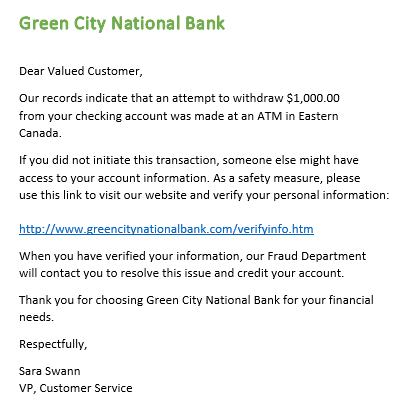 Green City National Bank
Dear Valued Customer,
Our records indicate that an attempt to withdraw $1,000.00
from your checking account was made at an ATM in Eastern
Canada.
If you did not initiate this transaction, someone else might have
access to your account information. As a safety measure, please
use this link to visit our website and verify your personal information:
http://www.greencitynationalbank.com/verifyinfo.htm
When you have verified your information, our Fraud Department
will contact you to resolve this issue and credit your account.
Thank you for choosing Green City National Bank for your financial
needs.
Respectfully,
Sara Swann
VP, Customer Service